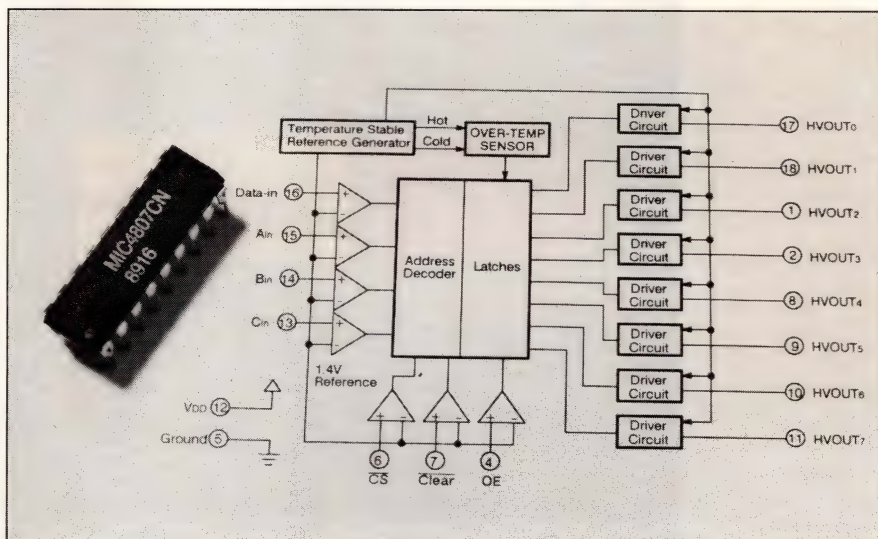 MIC4807CN
8916
Temperature Stable
Reference Generator
Hot
Cold
OVER-TEMP
SENSOR
Data-in 16
Ain 15
Bin 14
Cin 13
+
-
+
-
+
-
+
-
1.4V
Reference
Address
Decoder
Latches
VDD 12
Ground 5
+
-
+
-
+
-
6
CS
7
Clear
4
OE
Driver
Circuit
17 HVOUT0
Driver
Circuit
18 HVOUT1
Driver
Circuit
1 HVOUT2
Driver
Circuit
2 HVOUT3
Driver
Circuit
8 HVOUT4
Driver
Circuit
9 HVOUT5
Driver
Circuit
10 HVOUT6
Driver
Circuit
11 HVOUT7